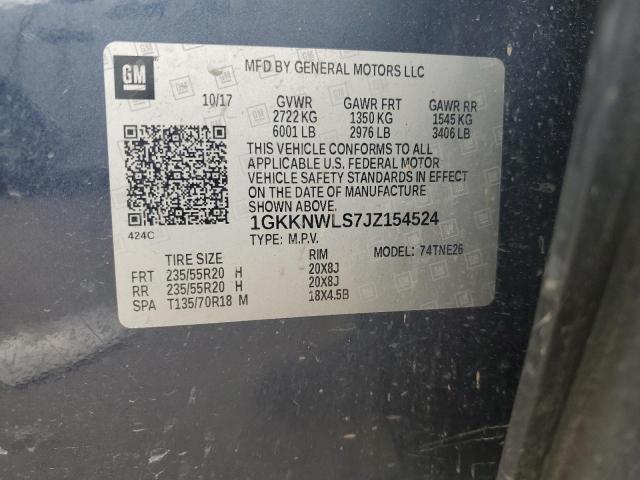 GM
MFD BY GENERAL MOTORS LLC
10/17 GVWR GAWR FRT GAWR RR
2722 KG 1350 KG 1545 KG
6001 LB 2976 LB 3406 LB
THIS VEHICLE CONFORMS TO ALL
APPLICABLE U.S. FEDERAL MOTOR
VEHICLE SAFETY STANDARDS IN EFFECT
ON THE DATE OF MANUFACTURE
SHOWN ABOVE.
1GKKNWLS7JZ154524
424C TYPE: M.P.V. MODEL: 74TNE26
TIRE SIZE RIM
FRT 235/55R20 H 20X8J
RR 235/55R20 H 20X8J
SPA T135/70R18 M 18X4.5B